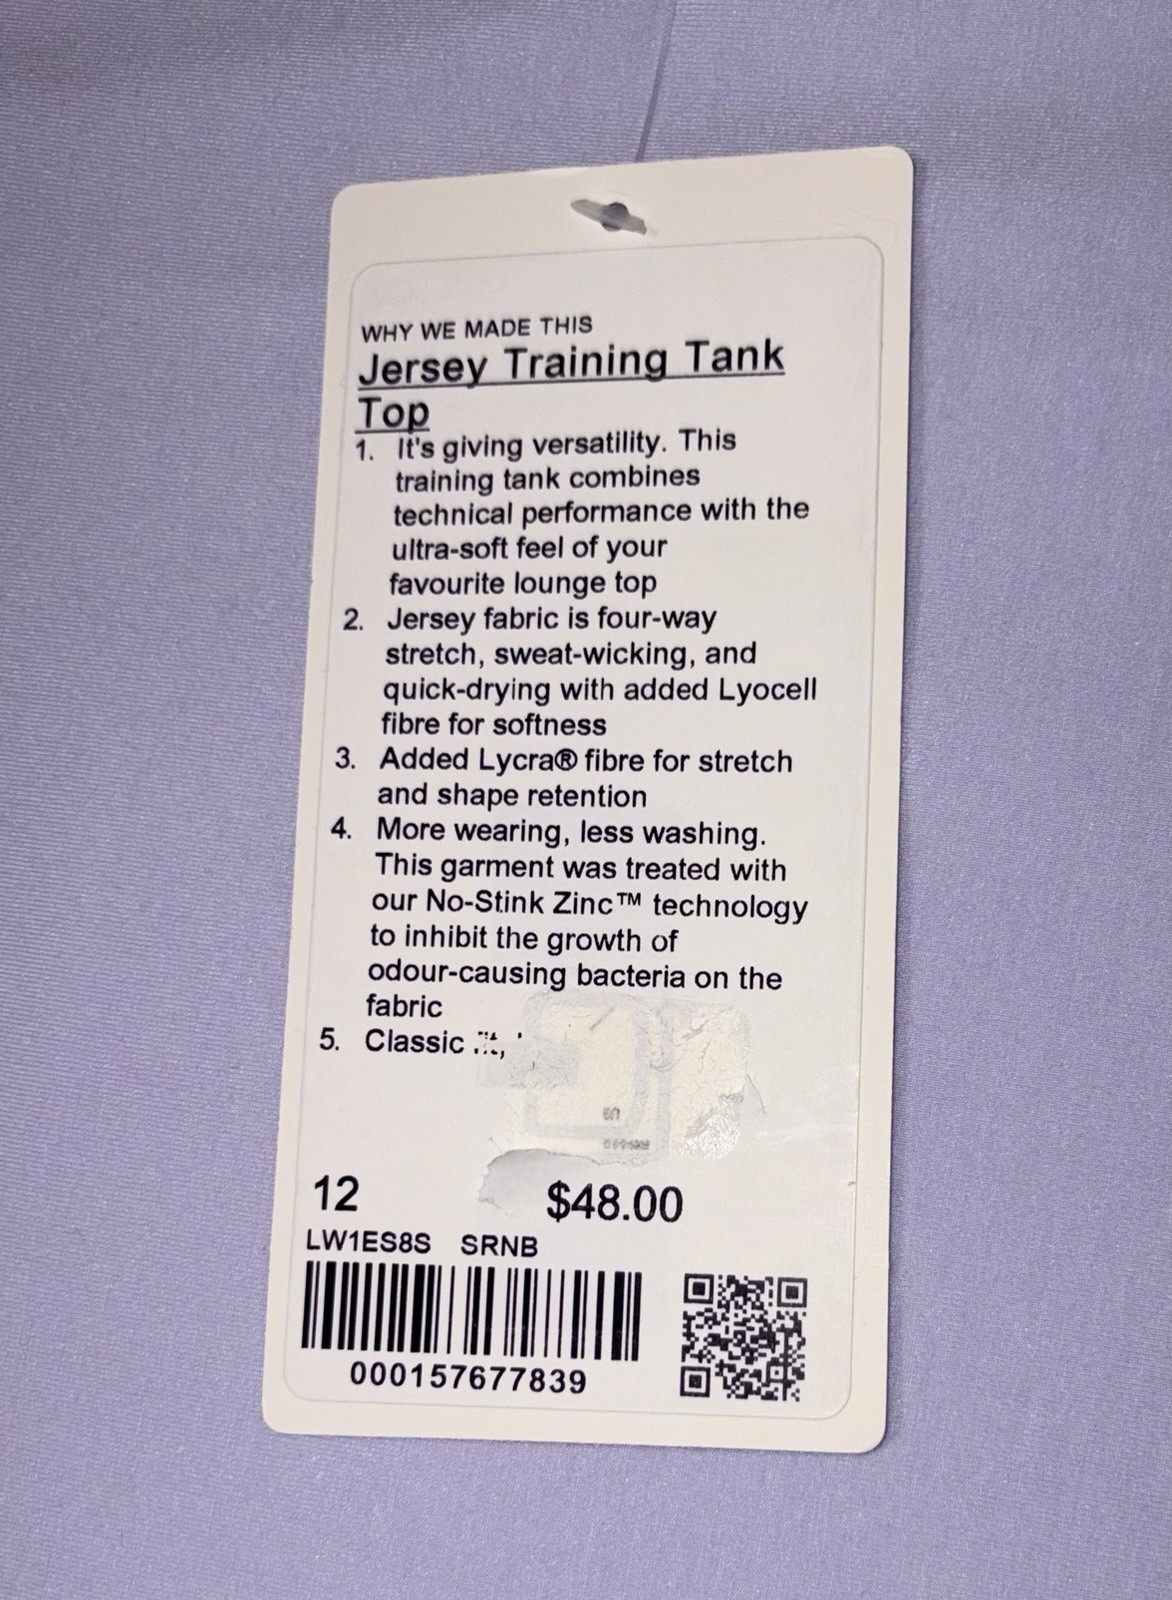 WHY WE MADE THIS
Jersey Training Tank
Top
1. It's giving versatility. This
training tank combines
technical performance with the
ultra-soft feel of your
favourite lounge top
2. Jersey fabric is four-way
stretch, sweat-wicking, and
quick-drying with added Lyocell
fibre for softness
3. Added Lycra® fibre for stretch
and shape retention
4. More wearing, less washing.
This garment was treated with
our No-Stink Zinc™ technology
to inhibit the growth of
odour-causing bacteria on the
fabric
5. Classic
12 $48.00
LW1ES8S SRNB
000157677839